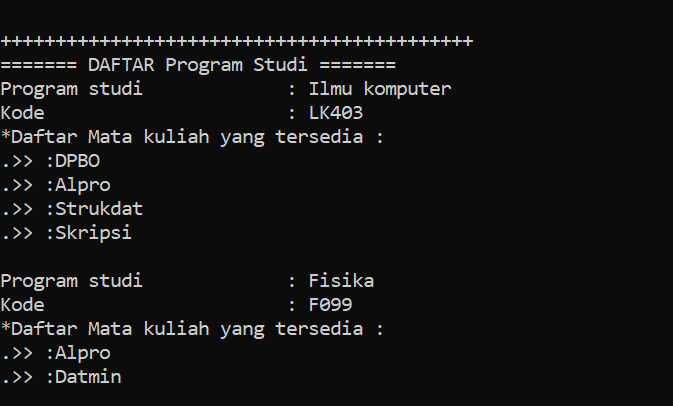 +++++++++++++++++++++++++++++++++++++++++++
======= DAFTAR Program Studi =======
Program studi             : Ilmu komputer
Kode                      : LK403
*Daftar Mata kuliah yang tersedia :
.>> :DPBO
.>> :Alpro
.>> :Strukdat
.>> :Skripsi

Program studi             : Fisika
Kode                      : F099
*Daftar Mata kuliah yang tersedia :
.>> :Alpro
.>> :Datmin